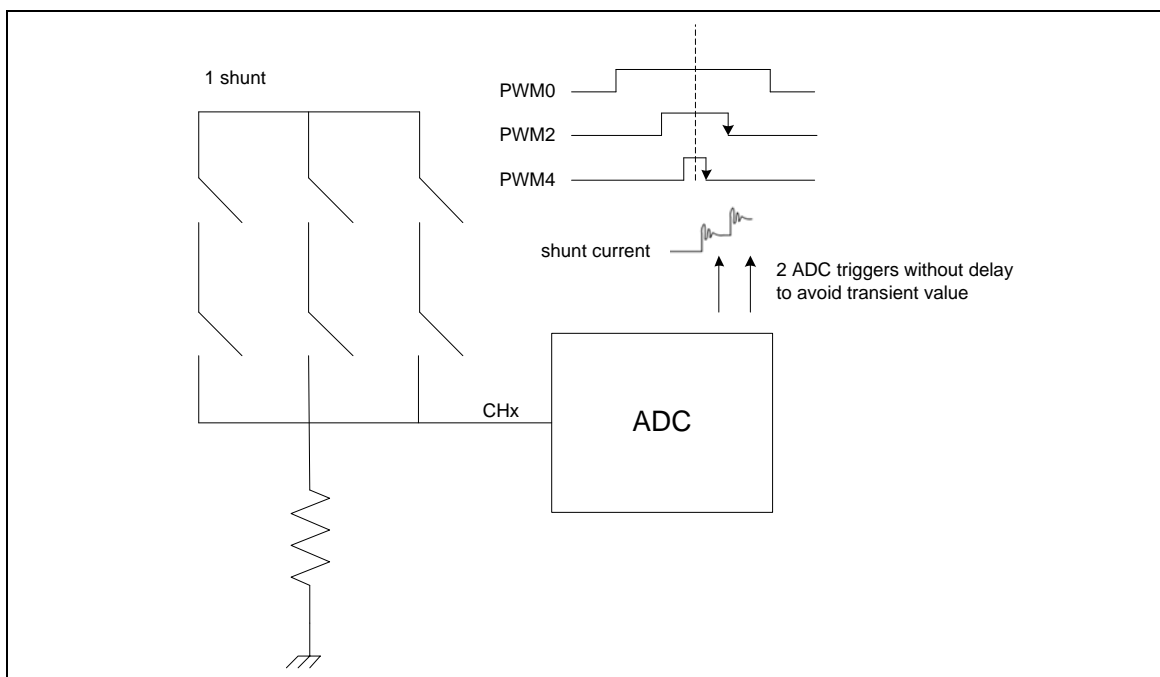 1 shunt
PWM0
PWM2
PWM4
shunt current
2 ADC triggers without delay
to avoid transient value
CHx
ADC